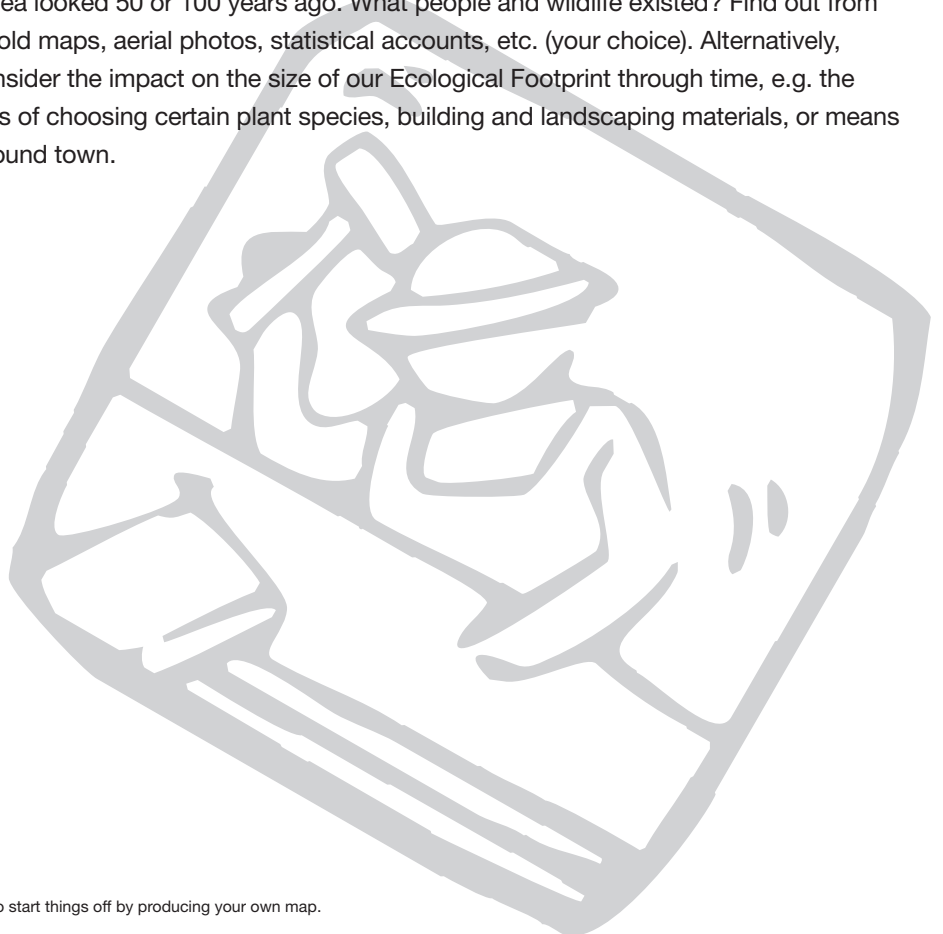 ea looked 50 or 100 years ago. What people and wildlife existed? Find out from
old maps, aerial photos, statistical accounts, etc. (your choice). Alternatively,
nsider the impact on the size of our Ecological Footprint through time, e.g. the
s of choosing certain plant species, building and landscaping materials, or means
ound town.
o start things off by producing your own map.